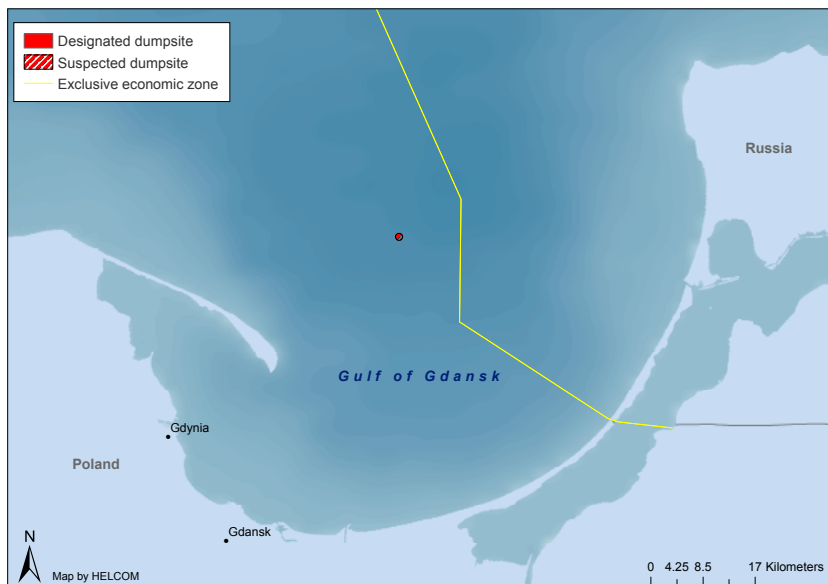 Designated dumpsite
Suspected dumpsite
Exclusive economic zone
Russia
Gulf of Gdansk
Gdynia
Poland
Gdansk
N
Map by HELCOM
0 4.25 8.5 17 Kilometers